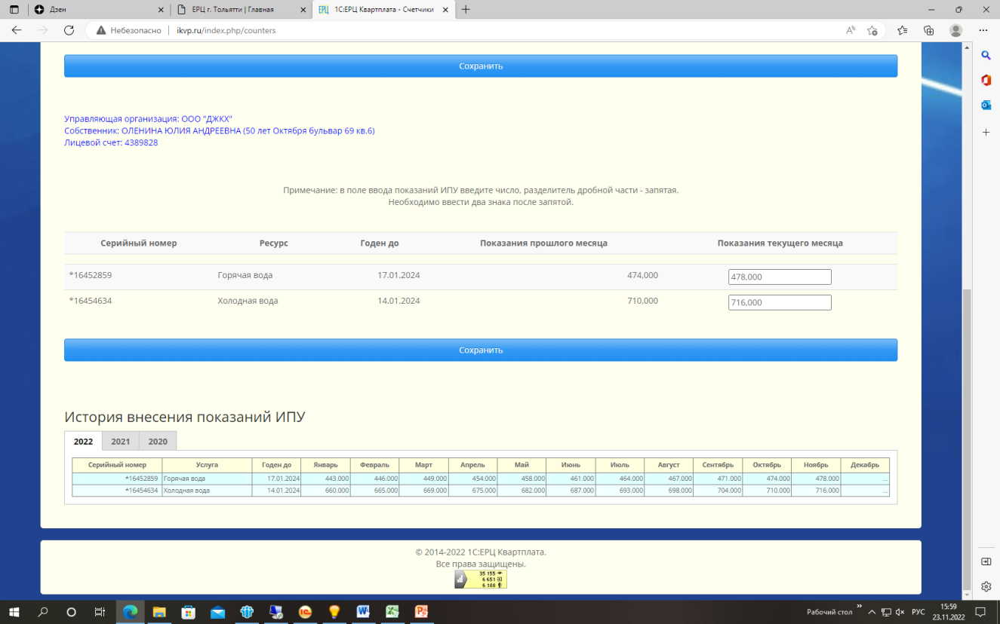 Дзен
ЕРЦ г. Тольятти | Главная
ЕРЦ 1С:ЕРЦ Квартплата - Счетчики
Небезопасно ikvp.ru/index.php/counters
Сохранить
Управляющая организация: ООО "ДЖКХ"
Собственник: ОЛЕНИНА ЮЛИЯ АНДРЕЕВНА (50 лет Октября бульвар 69 кв.6)
Лицевой счет: 4389828
Примечание: в поле ввода показаний ИПУ введите число, разделитель дробной части - запятая.
Необходимо ввести два знака после запятой.
Серийный номер Ресурс Годен до Показания прошлого месяца Показания текущего месяца
*16452859 Горячая вода 17.01.2024 474,000 478,000
*16454634 Холодная вода 14.01.2024 710,000 716,000
Сохранить
История внесения показаний ИПУ
2022 2021 2020
Серийный номер Услуга Годен до Январь Февраль Март Апрель Май Июнь Июль Август Сентябрь Октябрь Ноябрь Декабрь
*16452859 Горячая вода 17.01.2024 443.000 446.000 449.000 454.000 458.000 461.000 464.000 467.000 471.000 474.000 478.000 ...
*16454634 Холодная вода 14.01.2024 660.000 665.000 669.000 675.000 682.000 687.000 693.000 698.000 704.000 710.000 716.000 ...
© 2014-2022 1С:ЕРЦ Квартплата.
Все права защищены.
35 155
6 651
6 188
Рабочий стол РУС 15:59
23.11.2022